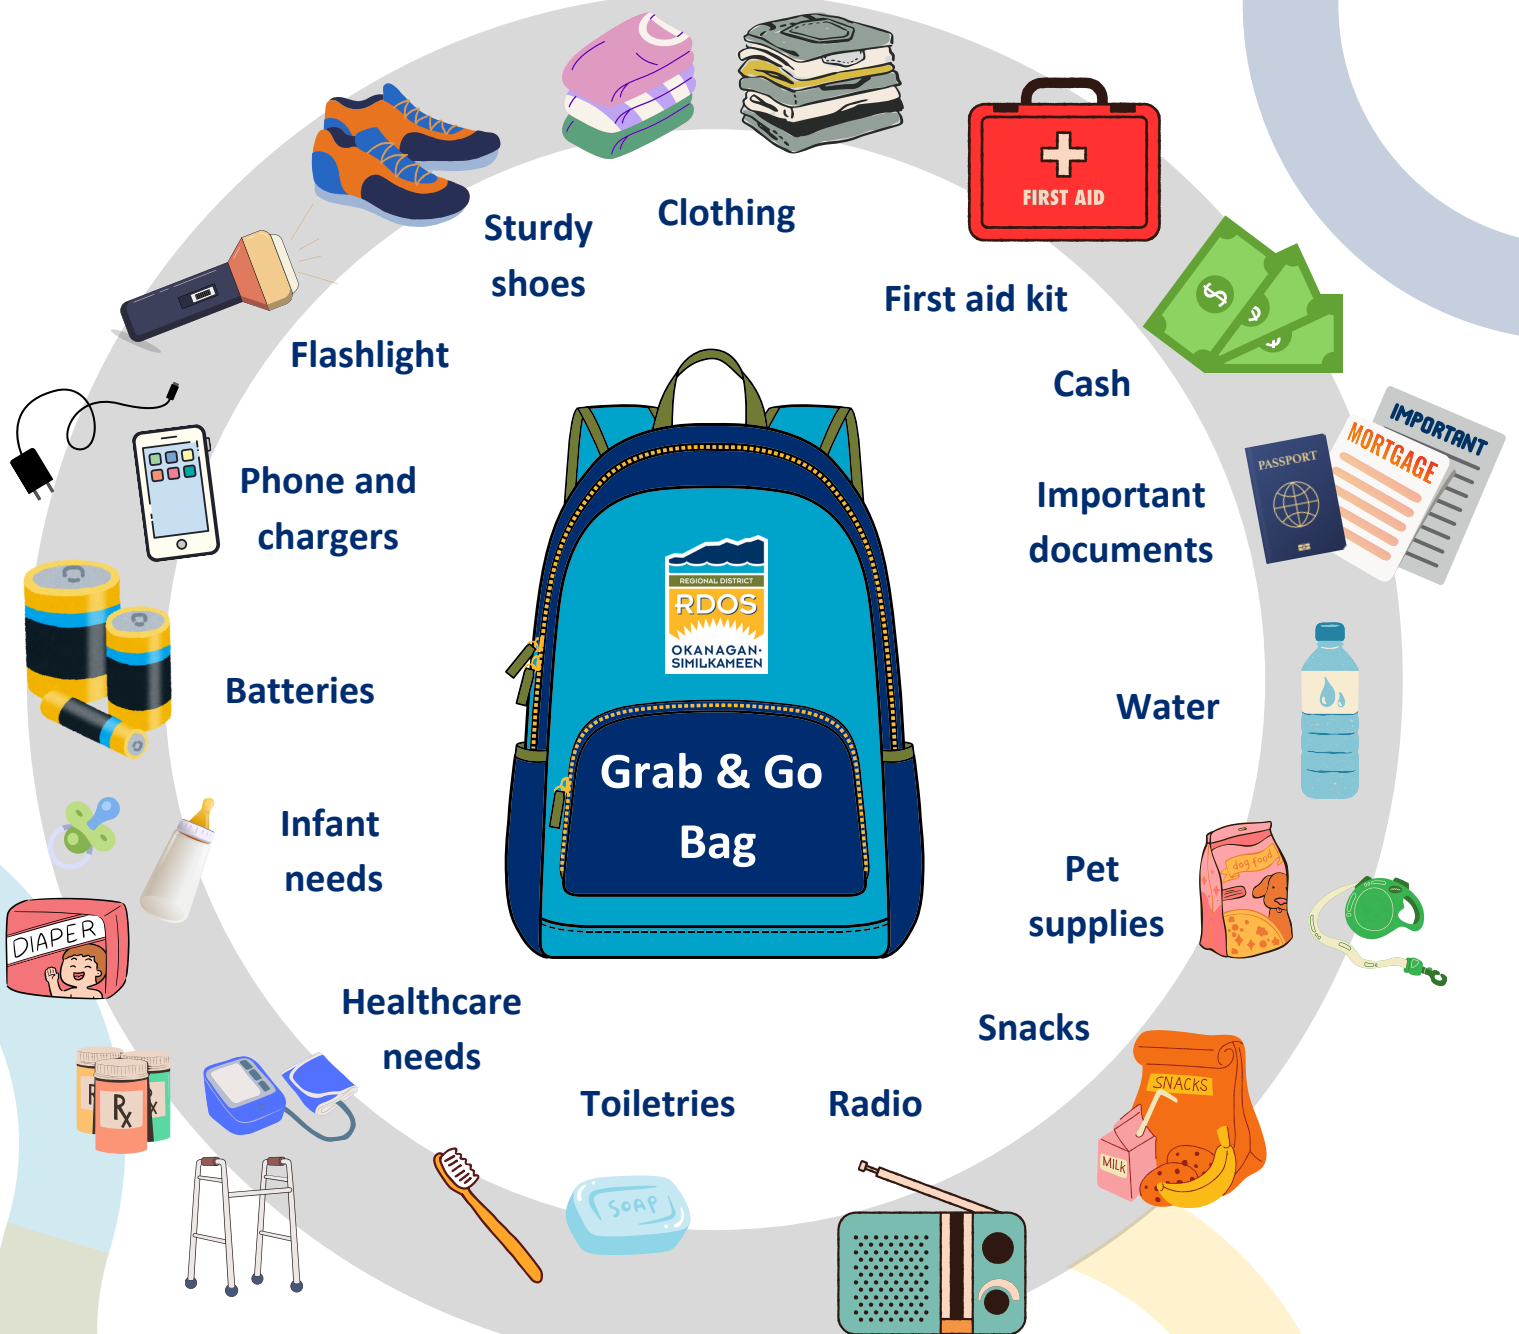 Clothing
Sturdy
shoes
FIRST AID
First aid kit
Flashlight
Cash
$
IMPORTANT
MORTGAGE
PASSPORT
Phone and
chargers
Important
documents
REGIONAL DISTRICT
RDOS
OKANAGAN-
SIMILKAMEEN
Batteries
Water
Grab & Go
Bag
Infant
needs
Pet
supplies
dog food
DIAPER
Healthcare
needs
Snacks
SNACKS
MILK
Rx
Toiletries
Radio
SOAP